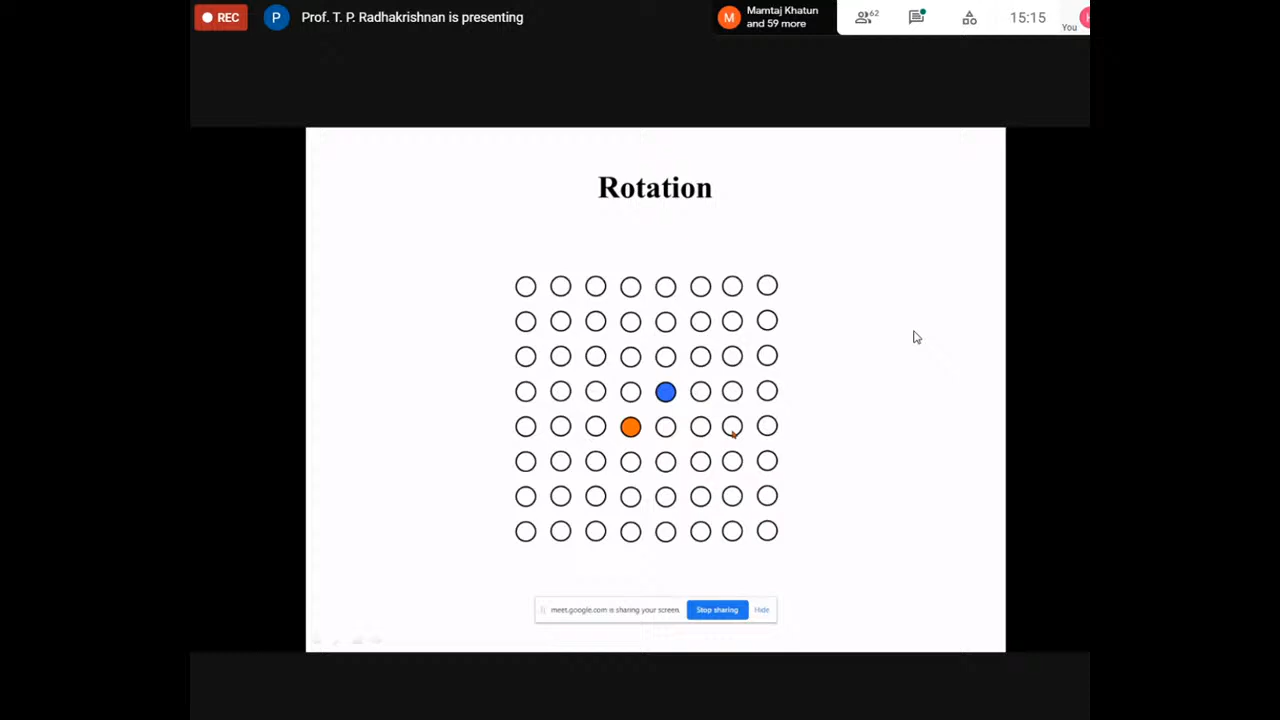 REC
P
Prof. T. P. Radhakrishnan is presenting
M
Mamtaj Khatun
and 59 more
62
15:15
You
Rotation
meet.google.com is sharing your screen.
Stop sharing
Hide